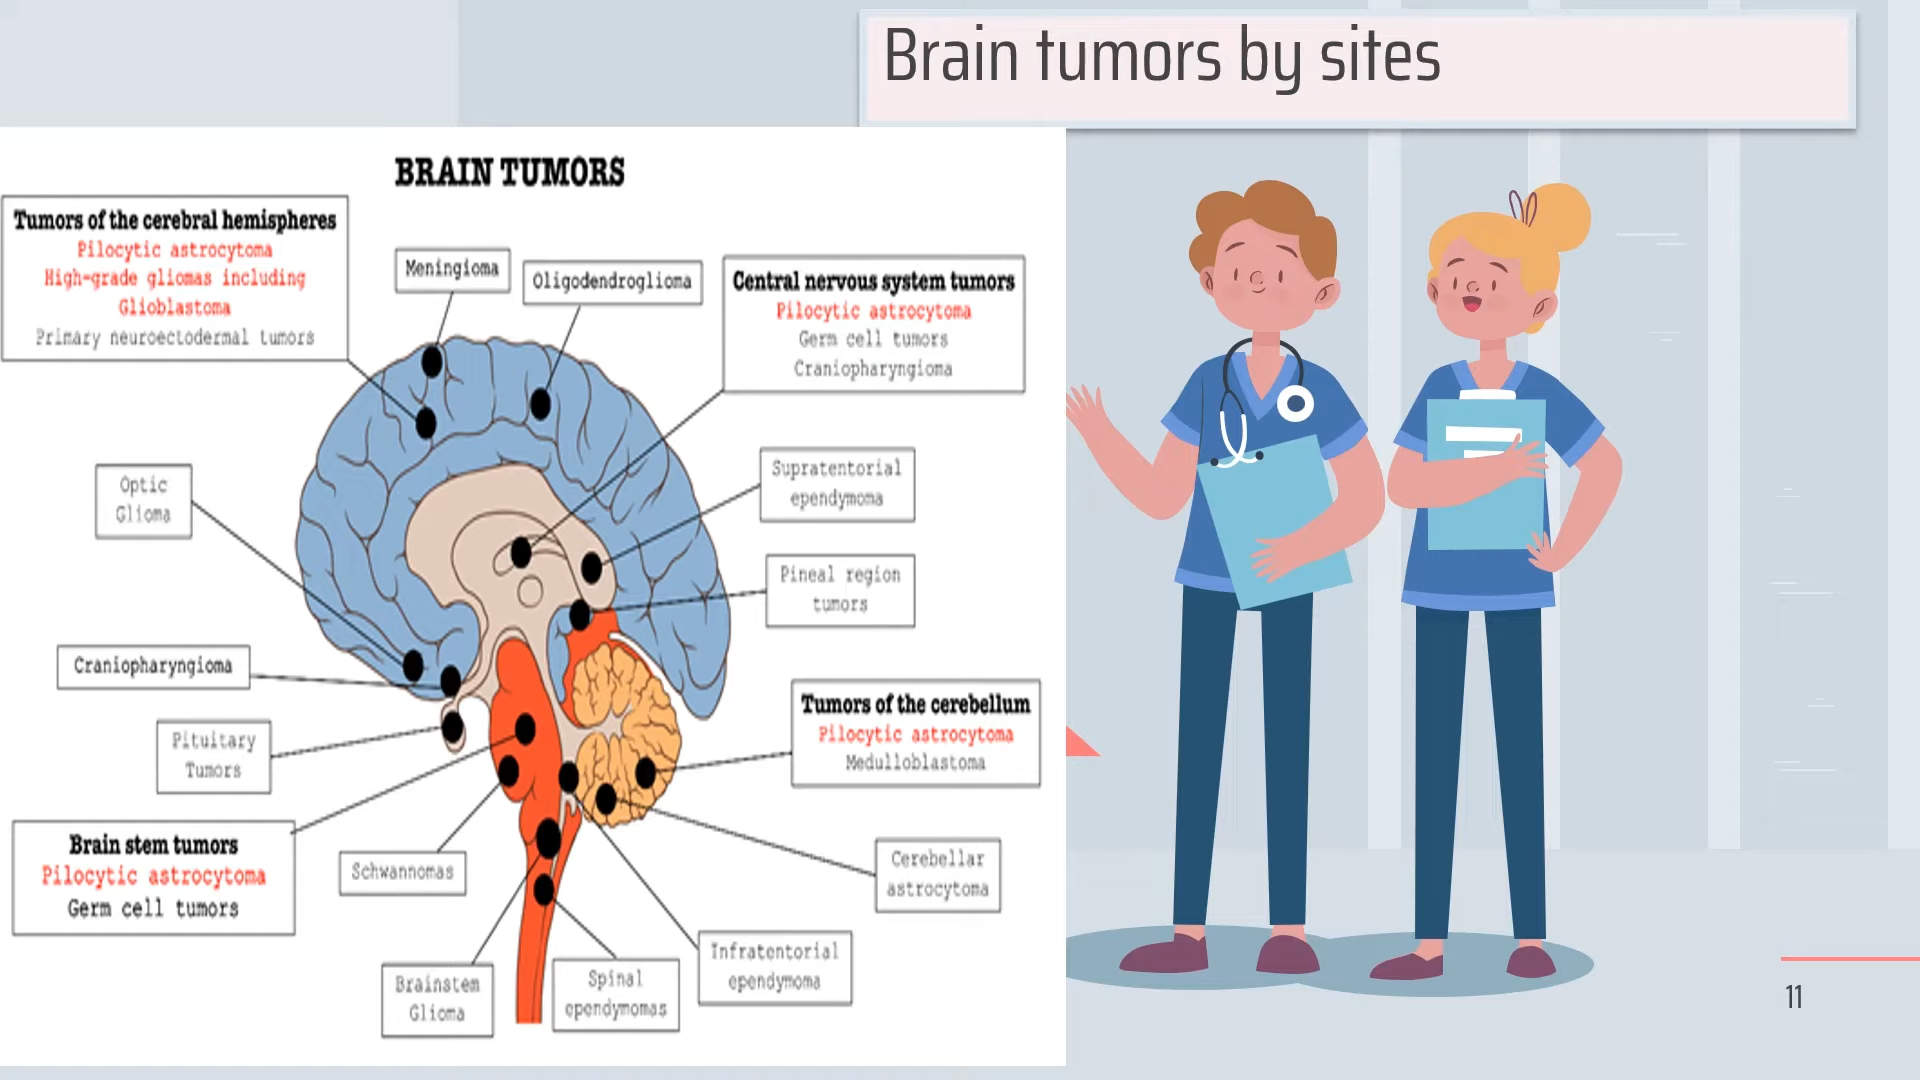 Brain tumors by sites
BRAIN TUMORS
Tumors of the cerebral hemispheres
Pilocytic astrocytoma
High-grade gliomas including
Glioblastoma
Primary neuroectodermal tumors
Meningioma
Oligodendroglioma
Central nervous system tumors
Pilocytic astrocytoma
Germ cell tumors
Craniopharyngioma
Optic
Glioma
Supratentorial
ependymoma
Pineal region
tumors
Craniopharyngioma
Pituitary
Tumors
Tumors of the cerebellum
Pilocytic astrocytoma
Medulloblastoma
Brain stem tumors
Pilocytic astrocytoma
Germ cell tumors
Schwannomas
Cerebellar
astrocytoma
Brainstem
Glioma
Spinal
ependymomas
Infratentorial
ependymoma
11